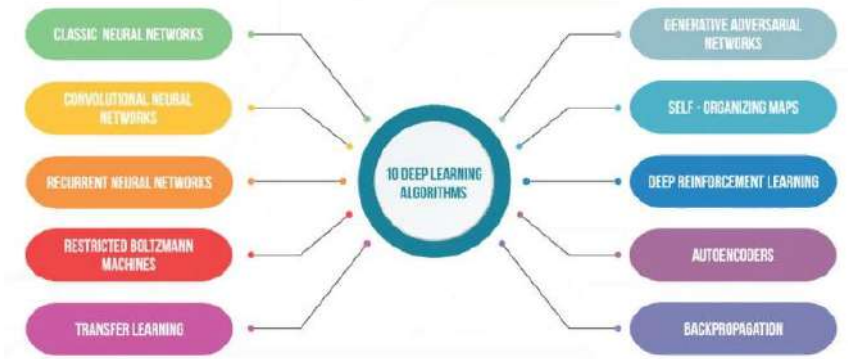 CLASSIC NEURAL NETWORKS
CONVOLUTIONAL NEURAL
NETWORKS
RECURRENT NEURAL NETWORKS
RESTRICTED BOLTZMANN
MACHINES
TRANSFER LEARNING
10 DEEP LEARNING
ALGORITHMS
GENERATIVE ADVERSARIAL
NETWORKS
SELF - ORGANIZING MAPS
DEEP REINFORCEMENT LEARNING
AUTOENCODERS
BACKPROPAGATION